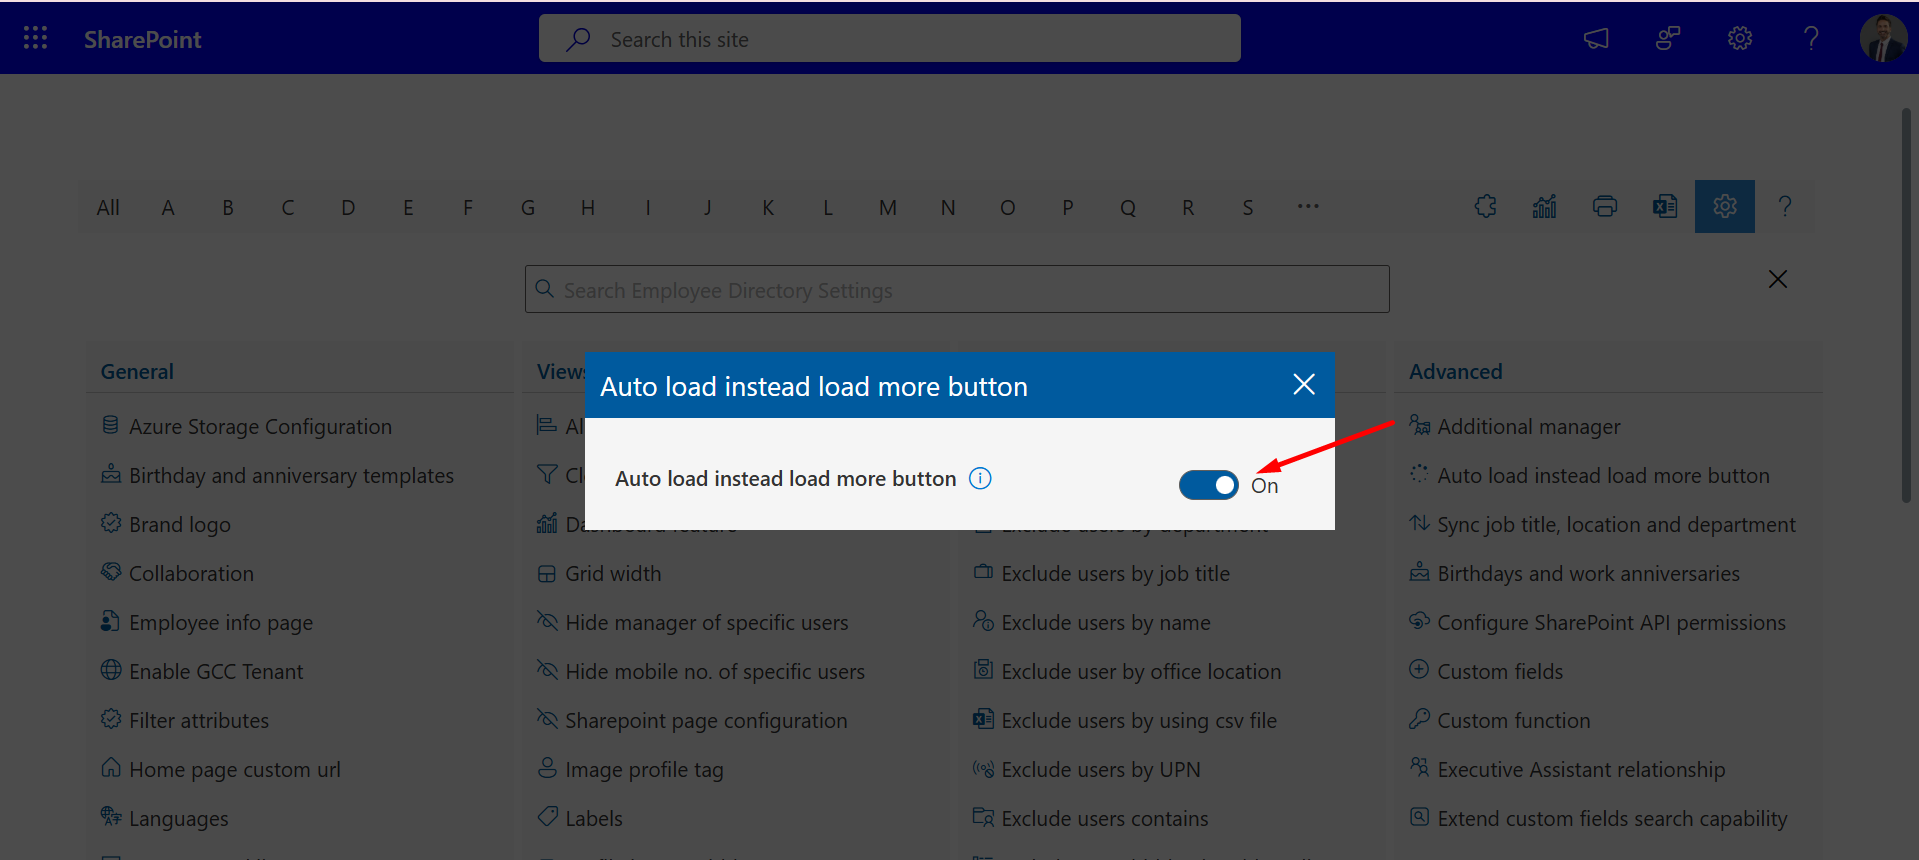 SharePoint
Search this site
All A B C D E F G H I J K L M N O P Q R S ...
Search Employee Directory Settings
General
Azure Storage Configuration
Birthday and anniversary templates
Brand logo
Collaboration
Employee info page
Enable GCC Tenant
Filter attributes
Home page custom url
Languages
Views
Dashboard feature
Grid width
Hide manager of specific users
Hide mobile no. of specific users
Sharepoint page configuration
Image profile tag
Labels
Auto load instead load more button
Auto load instead load more button
On
Exclude users by department
Exclude users by job title
Exclude users by name
Exclude user by office location
Exclude users by using csv file
Exclude users by UPN
Exclude users contains
Advanced
Additional manager
Auto load instead load more button
Sync job title, location and department
Birthdays and work anniversaries
Configure SharePoint API permissions
Custom fields
Custom function
Executive Assistant relationship
Extend custom fields search capability